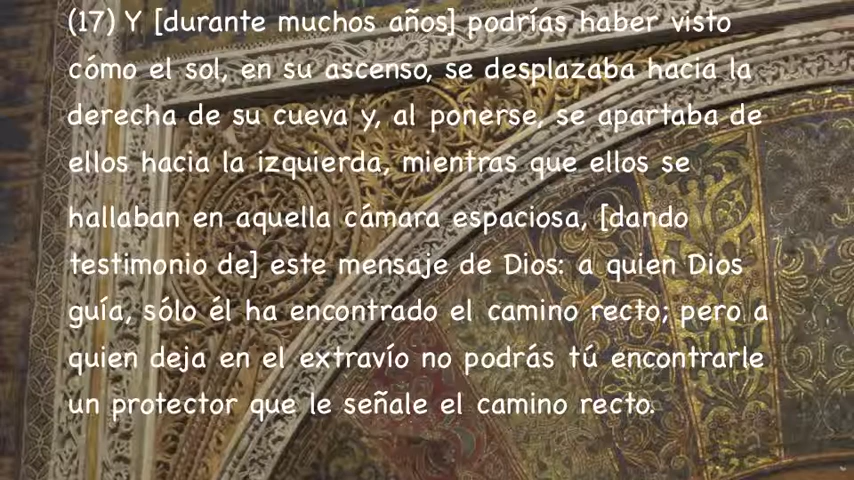 (17) Y [durante muchos años] podrías haber visto
cómo el sol, en su ascenso, se desplazaba hacia la
derecha de su cueva y, al ponerse, se apartaba de
ellos hacia la izquierda, mientras que ellos se
hallaban en aquella cámara espaciosa, [dando
testimonio de] este mensaje de Dios: a quien Dios
guía, sólo él ha encontrado el camino recto; pero a
quien deja en el extravío no podrás tú encontrarle
un protector que le señale el camino recto.